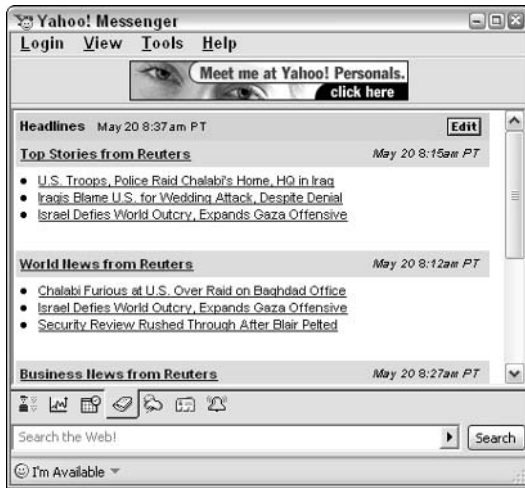 Yahoo! Messenger
Login View Tools Help
Meet me at Yahoo! Personals.
click here
Headlines May 20 8:37am PT Edit
Top Stories from Reuters May 20 8:15am PT
• U.S. Troops, Police Raid Chalabi's Home, HQ in Iraq
• Iraqis Blame U.S. for Wedding Attack, Despite Denial
• Israel Defies World Outcry, Expands Gaza Offensive
World News from Reuters May 20 8:12am PT
• Chalabi Furious at U.S. Over Raid on Baghdad Office
• Israel Defies World Outcry, Expands Gaza Offensive
• Security Review Rushed Through After Blair Pelted
Business News from Reuters May 20 8:27am PT
Search the Web! Search
I'm Available